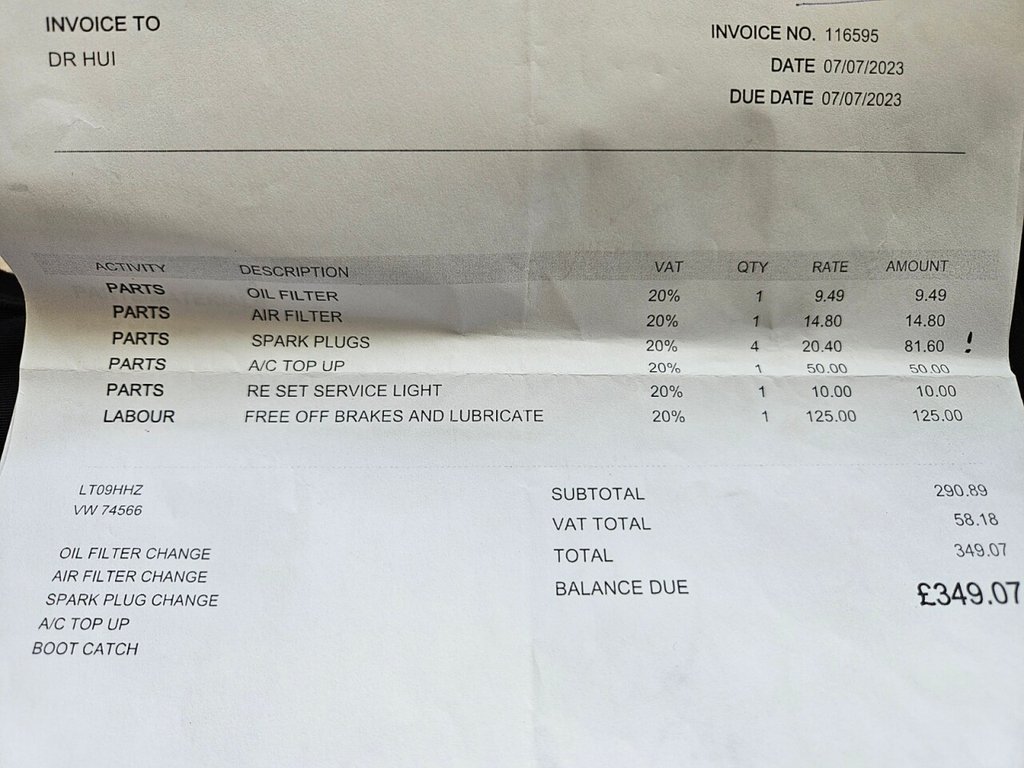 INVOICE TO
DR HUI
INVOICE NO. 116595
DATE 07/07/2023
DUE DATE 07/07/2023
ACTIVITY DESCRIPTION VAT QTY RATE AMOUNT
PARTS OIL FILTER 20% 1 9.49 9.49
PARTS AIR FILTER 20% 1 14.80 14.80
PARTS SPARK PLUGS 20% 4 20.40 81.60 !
PARTS A/C TOP UP 20% 1 50.00 50.00
PARTS RE SET SERVICE LIGHT 20% 1 10.00 10.00
LABOUR FREE OFF BRAKES AND LUBRICATE 20% 1 125.00 125.00
LT09HHZ
VW 74566
OIL FILTER CHANGE
AIR FILTER CHANGE
SPARK PLUG CHANGE
A/C TOP UP
BOOT CATCH
SUBTOTAL 290.89
VAT TOTAL 58.18
TOTAL 349.07
BALANCE DUE £349.07